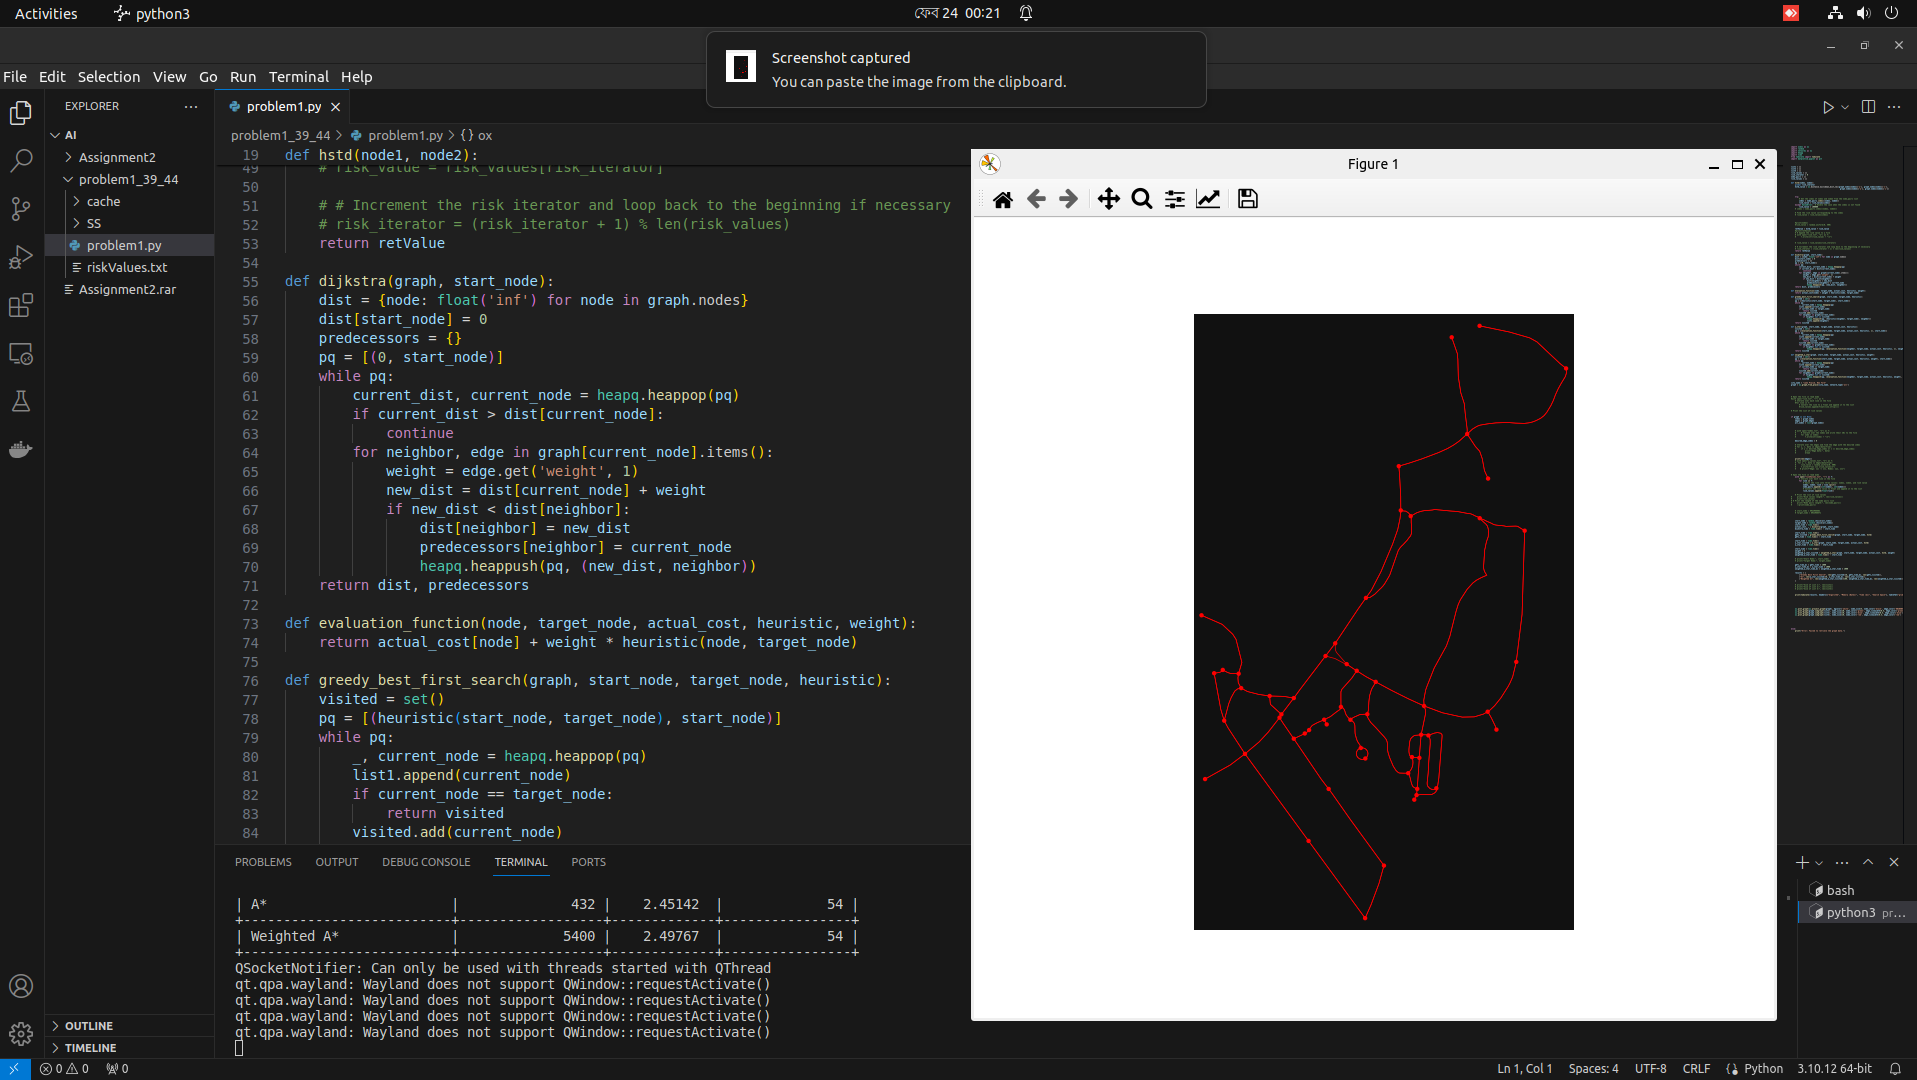 Activities
python3
ফেব 24 00:21
Screenshot captured
You can paste the image from the clipboard.
File Edit Selection View Go Run Terminal Help
EXPLORER
problem1.py
AI
Assignment2
problem1_39_44
cache
SS
problem1.py
riskValues.txt
Assignment2.rar
OUTLINE
TIMELINE
problem1_39_44 > problem1.py > {} ox
19 def hstd(node1, node2):
49 # risk_value = risk_values[risk_iterator]
50
51 # # Increment the risk iterator and loop back to the beginning if necessary
52 # risk_iterator = (risk_iterator + 1) % len(risk_values)
53 return retValue
54
55 def dijkstra(graph, start_node):
56 dist = {node: float('inf') for node in graph.nodes}
57 dist[start_node] = 0
58 predecessors = {}
59 pq = [(0, start_node)]
60 while pq:
61 current_dist, current_node = heapq.heappop(pq)
62 if current_dist > dist[current_node]:
63 continue
64 for neighbor, edge in graph[current_node].items():
65 weight = edge.get('weight', 1)
66 new_dist = dist[current_node] + weight
67 if new_dist < dist[neighbor]:
68 dist[neighbor] = new_dist
69 predecessors[neighbor] = current_node
70 heapq.heappush(pq, (new_dist, neighbor))
71 return dist, predecessors
72
73 def evaluation_function(node, target_node, actual_cost, heuristic, weight):
74 return actual_cost[node] + weight * heuristic(node, target_node)
75
76 def greedy_best_first_search(graph, start_node, target_node, heuristic):
77 visited = set()
78 pq = [(heuristic(start_node, target_node), start_node)]
79 while pq:
80 _, current_node = heapq.heappop(pq)
81 list1.append(current_node)
82 if current_node == target_node:
83 return visited
84 visited.add(current_node)
Figure 1
PROBLEMS OUTPUT DEBUG CONSOLE TERMINAL PORTS
| A* | 432 | 2.45142 | 54 |
+--------------------------+------------------+-------------+----------------+
| Weighted A* | 5400 | 2.49767 | 54 |
+--------------------------+------------------+-------------+----------------+
QSocketNotifier: Can only be used with threads started with QThread
qt.qpa.wayland: Wayland does not support QWindow::requestActivate()
qt.qpa.wayland: Wayland does not support QWindow::requestActivate()
qt.qpa.wayland: Wayland does not support QWindow::requestActivate()
qt.qpa.wayland: Wayland does not support QWindow::requestActivate()
bash
python3 pr...
0 0 0
Ln 1, Col 1 Spaces: 4 UTF-8 CRLF {} Python 3.10.12 64-bit